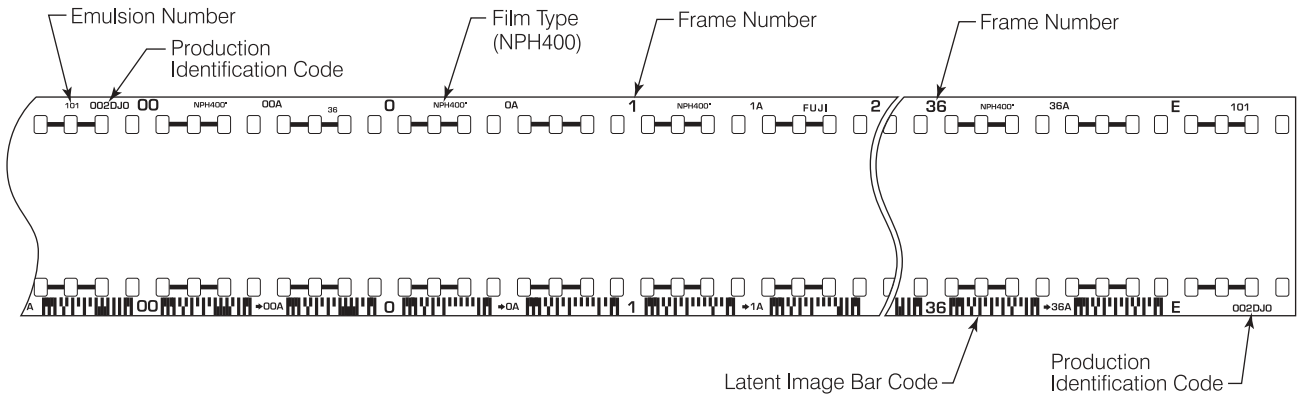 Emulsion Number
Production
Identification Code
Film Type
(NPH400)
Frame Number
Frame Number
101 002DJ0 00 NPH400 00A 36 0 NPH400 0A 1 NPH400 1A FUJI 2 36 NPH400 36A E 101
A 00 →00A 0 →0A 1 →1A 36 →36A E 002DJ0
Latent Image Bar Code
Production
Identification Code